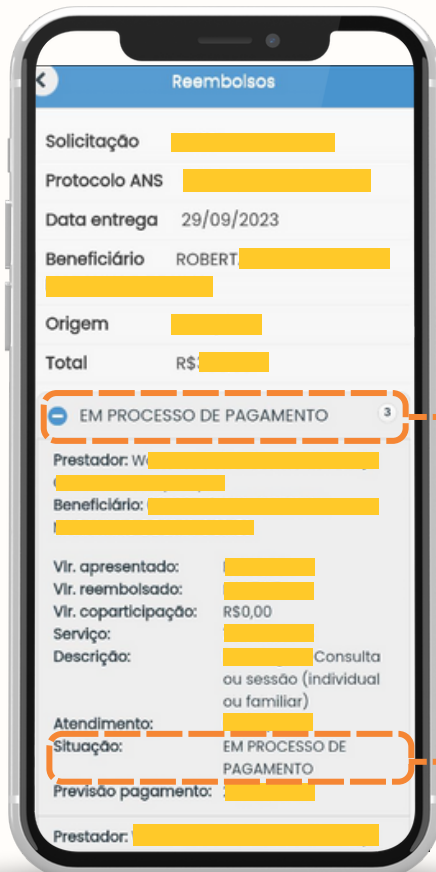 Reembolsos
Solicitação
Protocolo ANS
Data entrega 29/09/2023
Beneficiário ROBERT
Origem
Total R$
EM PROCESSO DE PAGAMENTO 3
Prestador:
Beneficiário:
Vlr. apresentado:
Vlr. reembolsado:
Vlr. coparticipação: R$0,00
Serviço:
Descrição: Consulta
ou sessão (individual
ou familiar)
Atendimento:
Situação: EM PROCESSO DE
PAGAMENTO
Previsão pagamento:
Prestador: